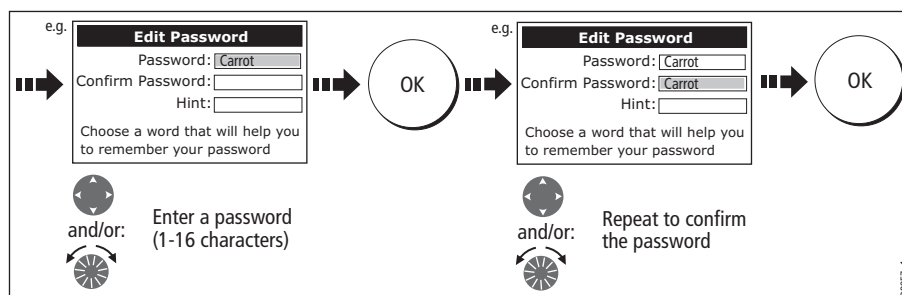 e.g.
Edit Password
Password: Carrot
Confirm Password:
Hint:
Choose a word that will help you
to remember your password
OK
and/or:
Enter a password
(1-16 characters)
e.g.
Edit Password
Password: Carrot
Confirm Password: Carrot
Hint:
Choose a word that will help you
to remember your password
OK
and/or:
Repeat to confirm
the password